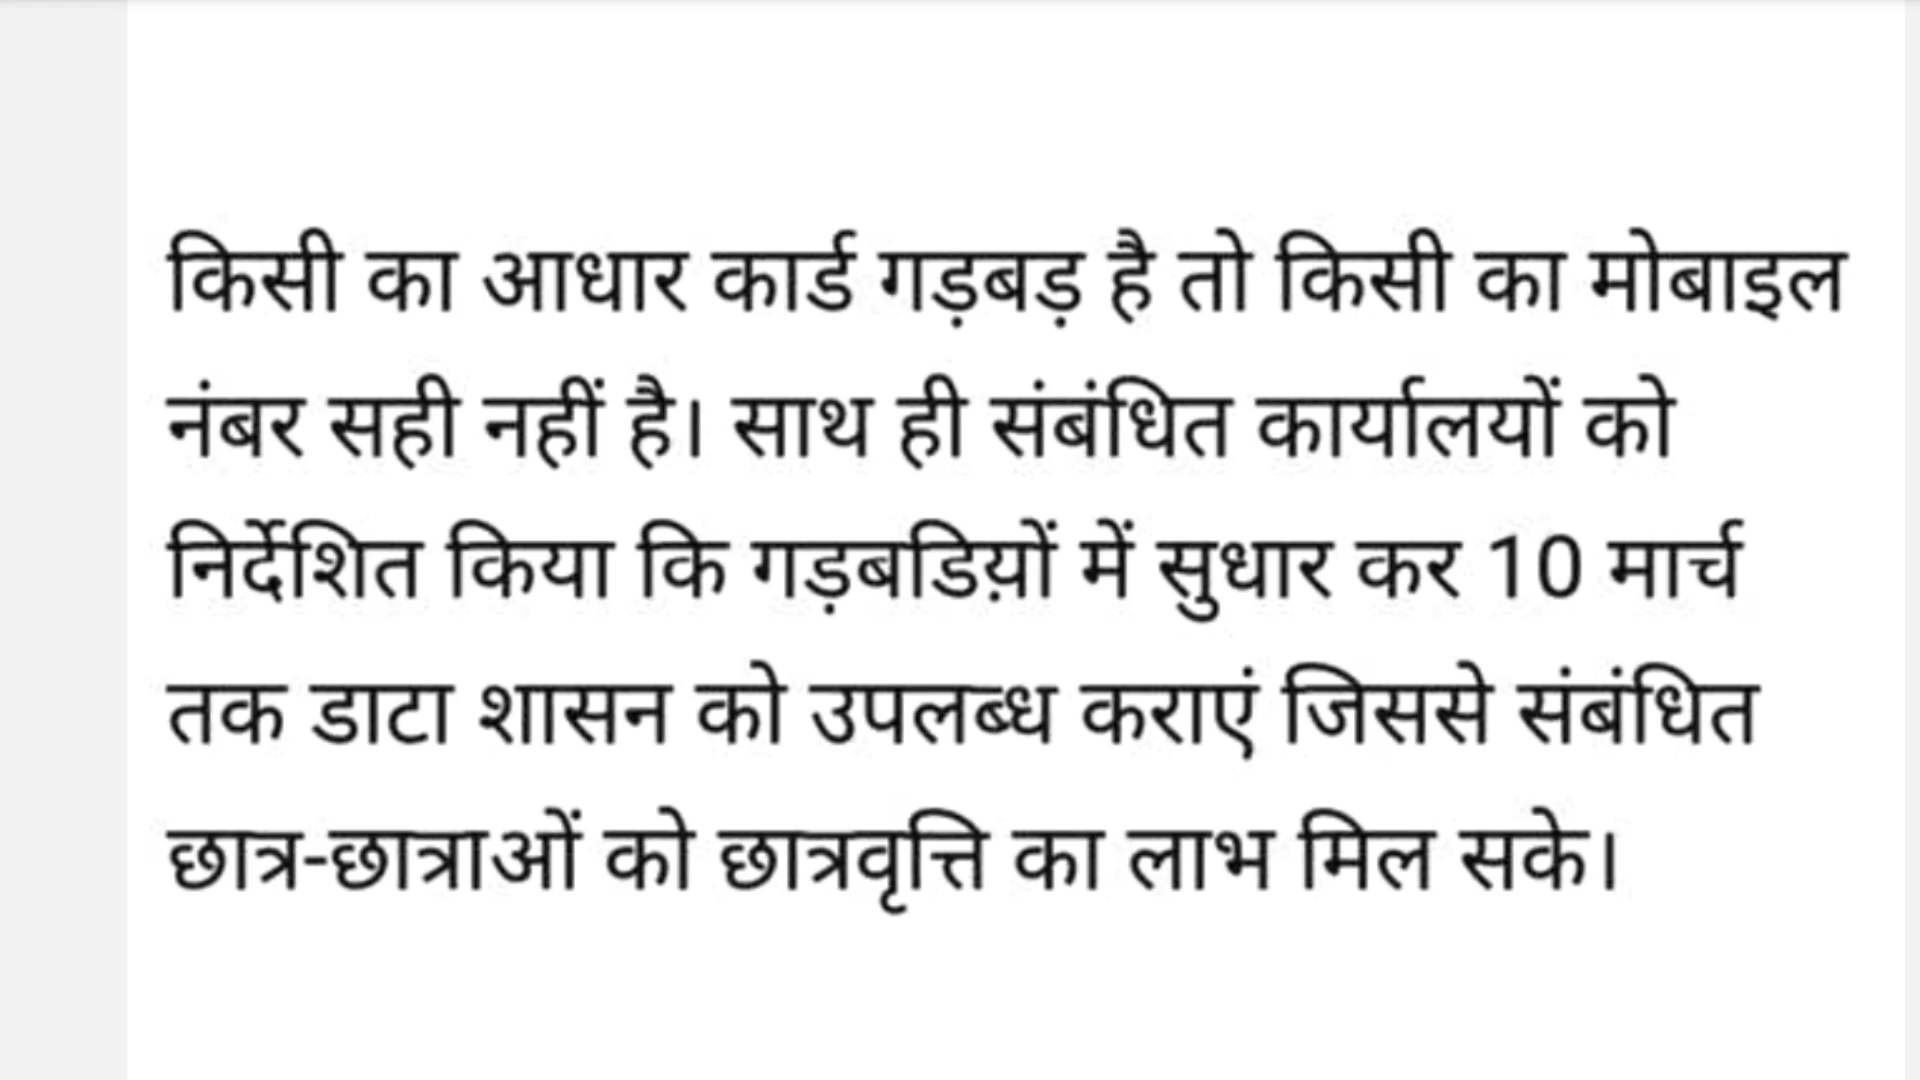 किसी का आधार कार्ड गड़बड़ है तो किसी का मोबाइल
नंबर सही नहीं है। साथ ही संबंधित कार्यालयों को
निर्देशित किया कि गड़बडिय़ों में सुधार कर 10 मार्च
तक डाटा शासन को उपलब्ध कराएं जिससे संबंधित
छात्र-छात्राओं को छात्रवृत्ति का लाभ मिल सके।